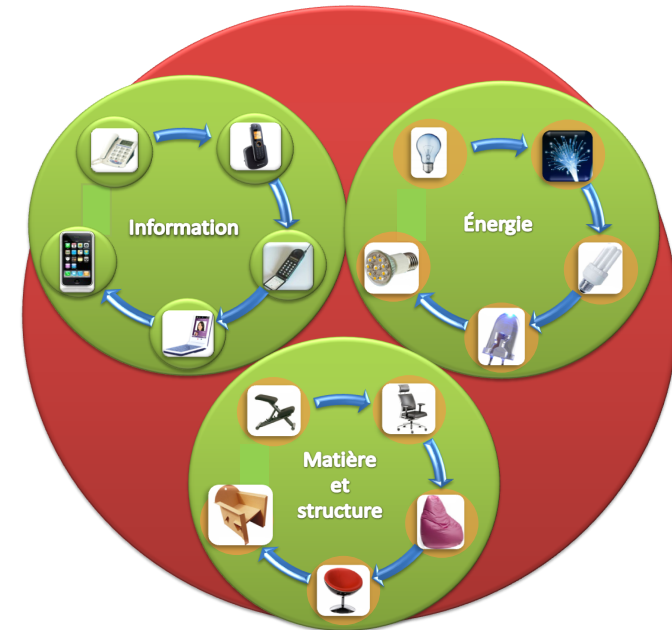 Information
Énergie
Matière
et
structure